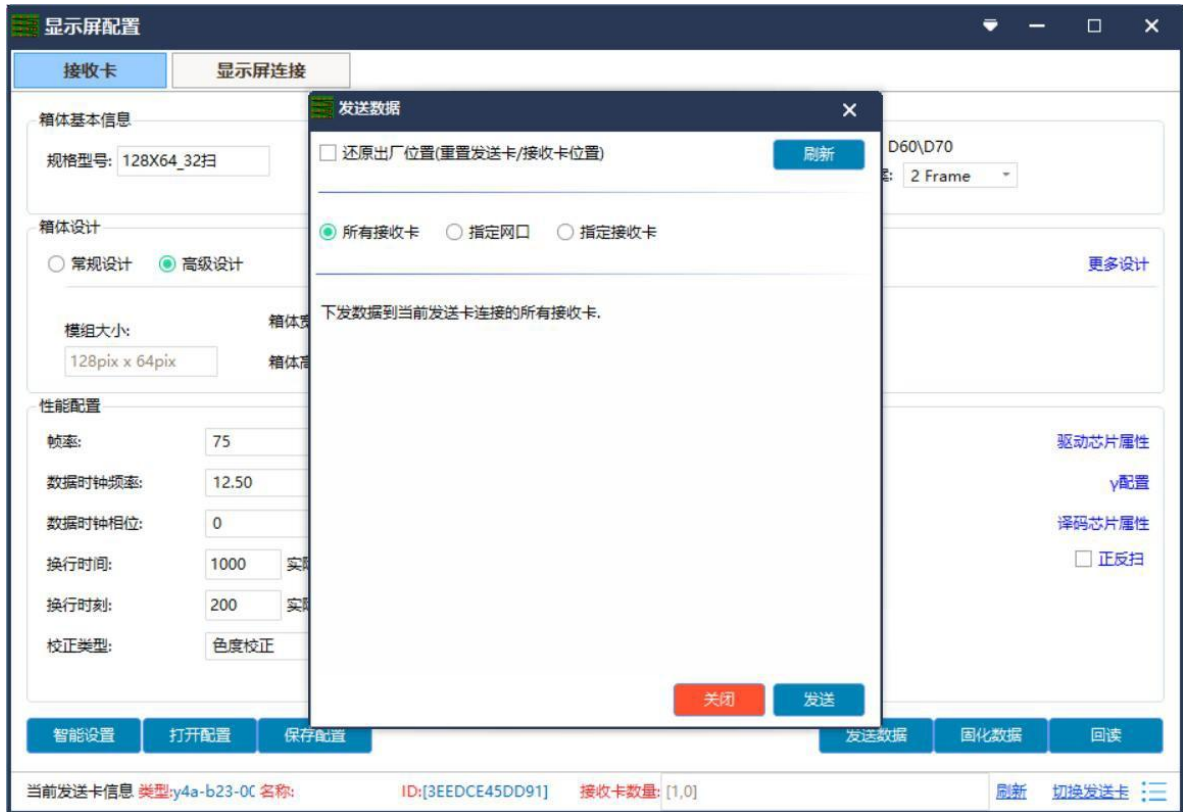 显示屏配置
接收卡 显示屏连接
发送数据
箱体基本信息
还原出厂位置(重置发送卡/接收卡位置) 刷新
D60\D70
规格型号: 128X64_32扫
2 Frame
箱体设计
所有接收卡 指定网口 指定接收卡
常规设计 高级设计 更多设计
下发数据到当前发送卡连接的所有接收卡.
模组大小: 箱体宽
128pix x 64pix 箱体高
性能配置
帧率: 75 驱动芯片属性
数据时钟频率: 12.50 γ配置
数据时钟相位: 0 译码芯片属性
换行时间: 1000 实际 正反扫
换行时刻: 200 实际
校正类型: 色度校正
关闭 发送
智能设置 打开配置 保存配置 发送数据 固化数据 回读
当前发送卡信息 类型:y4a-b23-0C 名称: ID:[3EEDCE45DD91] 接收卡数量: [1,0] 刷新 切换发送卡